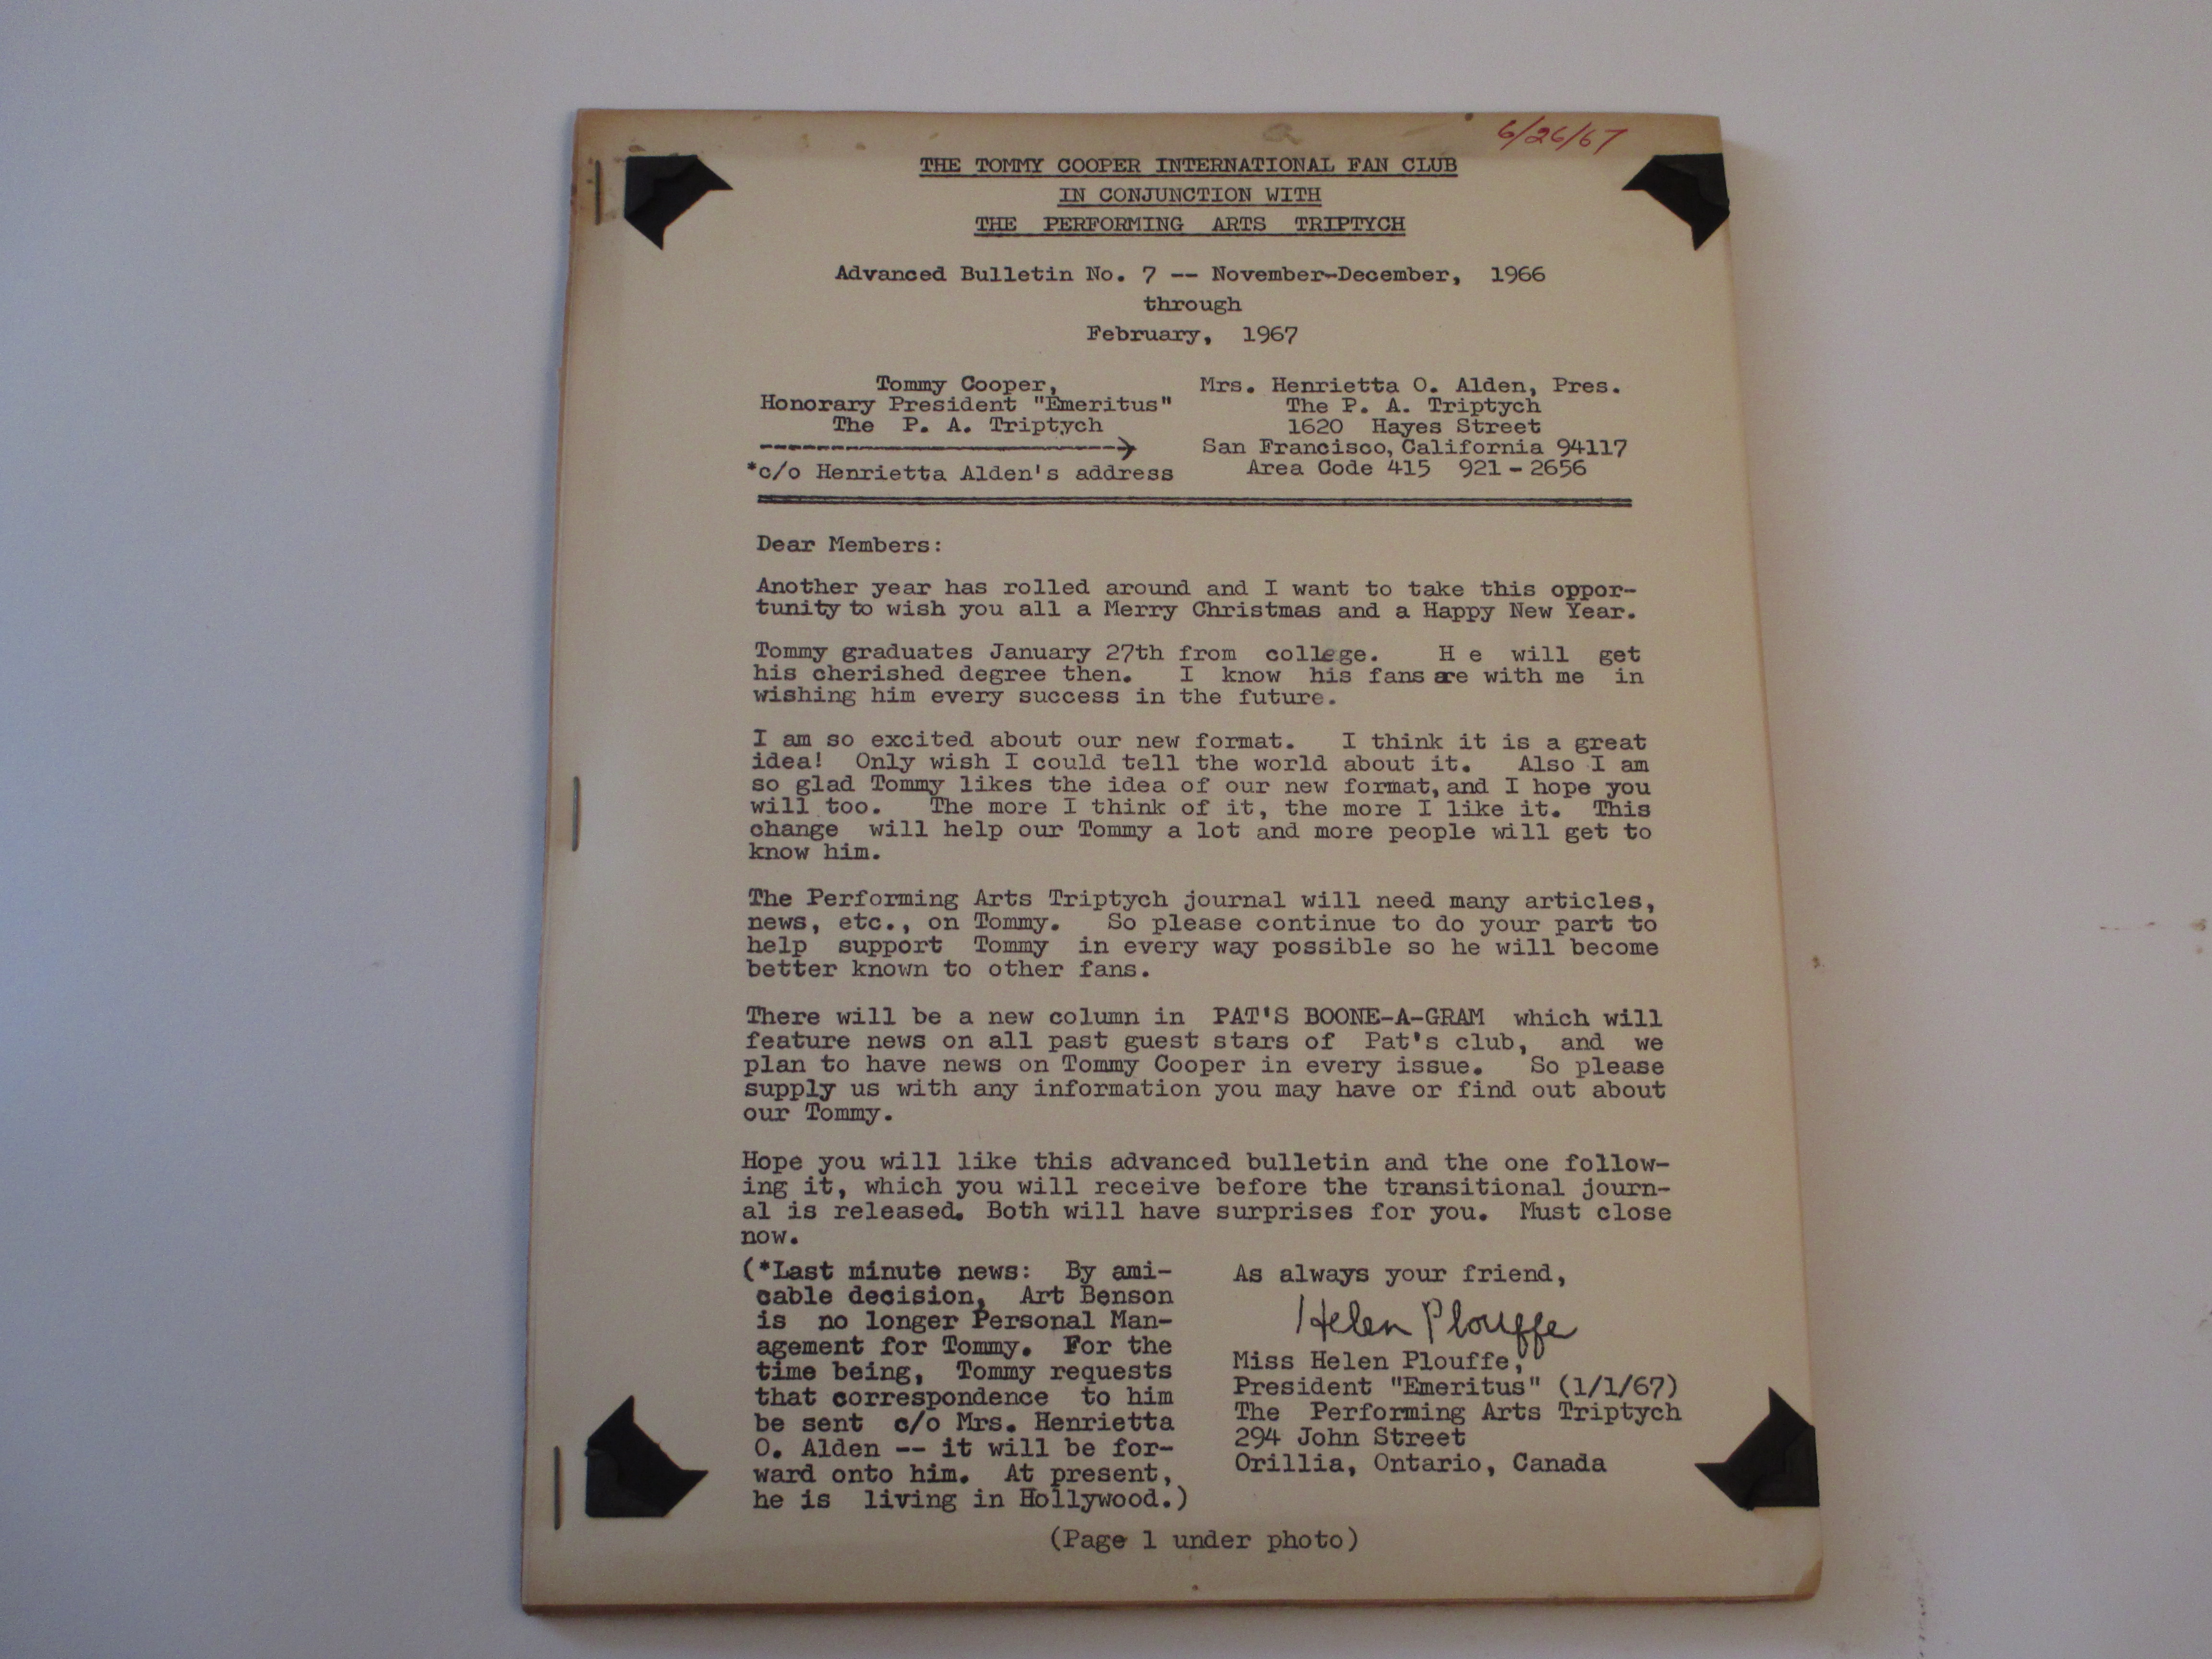 6/26/67
THE TOMMY COOPER INTERNATIONAL FAN CLUB
IN CONJUNCTION WITH
THE PERFORMING ARTS TRIPTYCH
Advanced Bulletin No. 7 -- November-December, 1966
through
February, 1967
Tommy Cooper,
Honorary President "Emeritus"
The P. A. Triptych
*c/o Henrietta Alden's address
Mrs. Henrietta O. Alden, Pres.
The P. A. Triptych
1620 Hayes Street
San Francisco, California 94117
Area Code 415 921-2656
Dear Members:
Another year has rolled around and I want to take this oppor-
tunity to wish you all a Merry Christmas and a Happy New Year.
Tommy graduates January 27th from college. H e will get
his cherished degree then. I know his fans are with me in
wishing him every success in the future.
I am so excited about our new format. I think it is a great
idea! Only wish I could tell the world about it. Also I am
so glad Tommy likes the idea of our new format, and I hope you
will too. The more I think of it, the more I like it. This
change will help our Tommy a lot and more people will get to
know him.
The Performing Arts Triptych journal will need many articles,
news, etc., on Tommy. So please continue to do your part to
help support Tommy in every way possible so he will become
better known to other fans.
There will be a new column in PAT'S BOONE-A-GRAM which will
feature news on all past guest stars of Pat's club, and we
plan to have news on Tommy Cooper in every issue. So please
supply us with any information you may have or find out about
our Tommy.
Hope you will like this advanced bulletin and the one follow-
ing it, which you will receive before the transitional journ-
al is released. Both will have surprises for you. Must close
now.
(*Last minute news: By ami-
cable decision, Art Benson
is no longer Personal Man-
agement for Tommy. For the
time being, Tommy requests
that correspondence to him
be sent c/o Mrs. Henrietta
O. Alden -- it will be for-
ward onto him. At present,
he is living in Hollywood.)
As always your friend,
Helen Plouffe
Miss Helen Plouffe,
President "Emeritus" (1/1/67)
The Performing Arts Triptych
294 John Street
Orillia, Ontario, Canada
(Page 1 under photo)